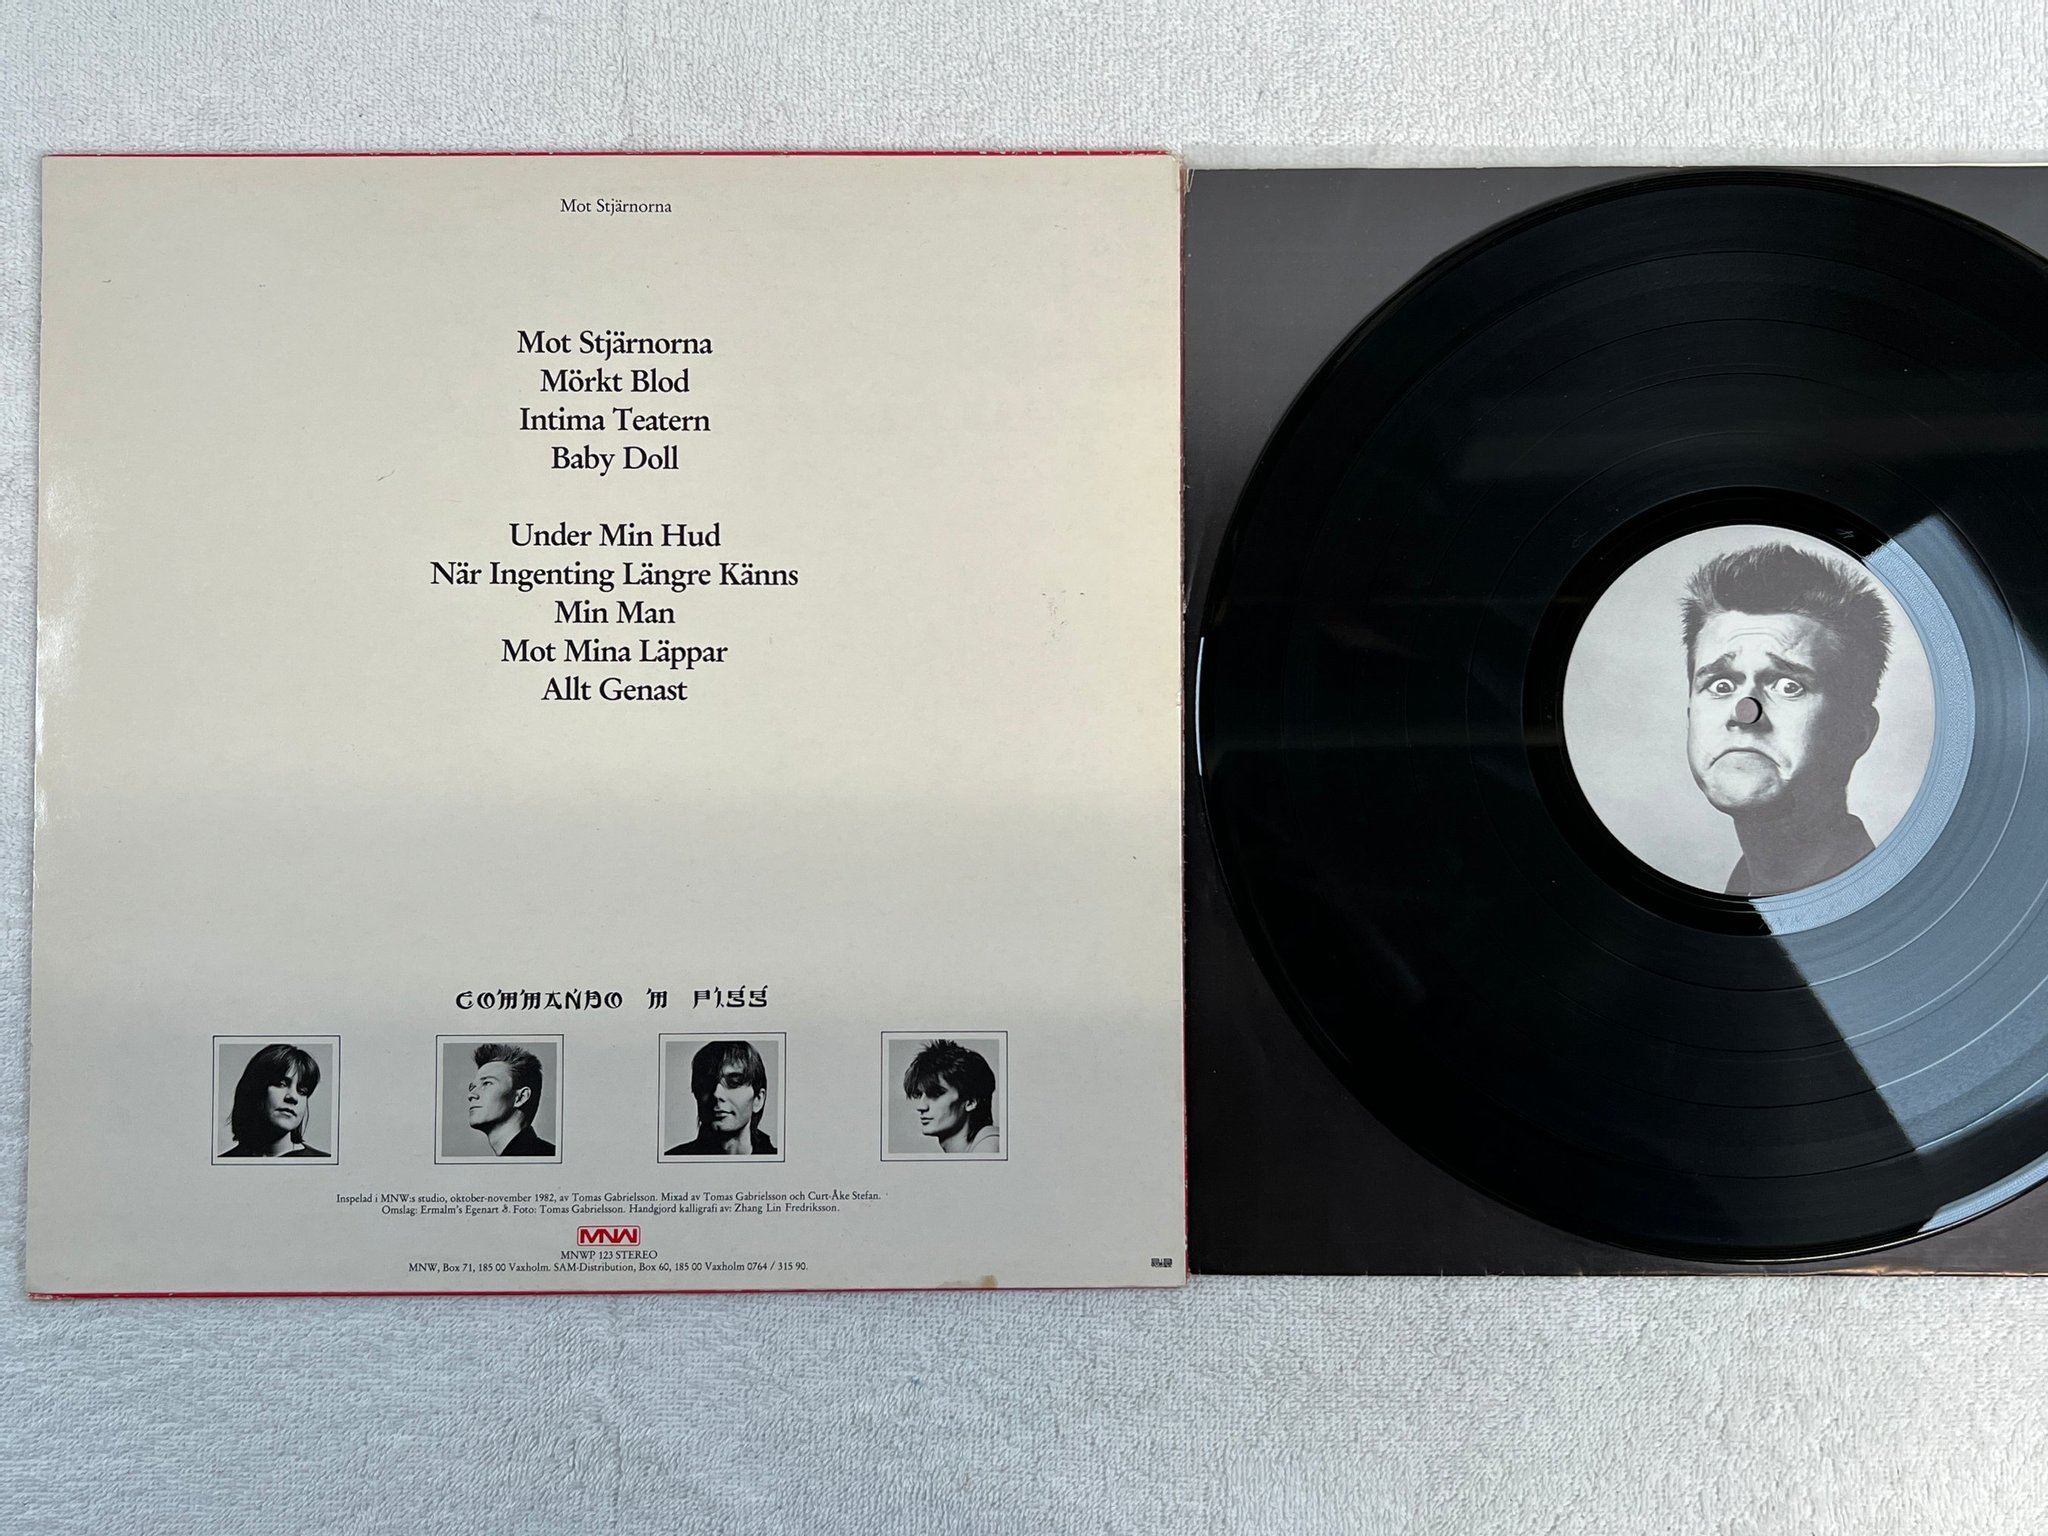 Mot Stjärnorna
Mot Stjärnorna
Mörkt Blod
Intima Teatern
Baby Doll
Under Min Hud
När Ingenting Längre Känns
Min Man
Mot Mina Läppar
Allt Genast
COMMANDO M PIGG
Inspelad i MNW:s studio, oktober-november 1982, av Tomas Gabrielsson. Mixad av Tomas Gabrielsson och Curt-Åke Stefan.
Omslag: Ermalm's Egenart &. Foto: Tomas Gabrielsson. Handgjord kalligrafi av: Zhang Lin Fredriksson.
MNW
MNWP 123 STEREO
MNW, Box 71, 185 00 Vaxholm. SAM-Distribution, Box 60, 185 00 Vaxholm 0764 / 315 90.